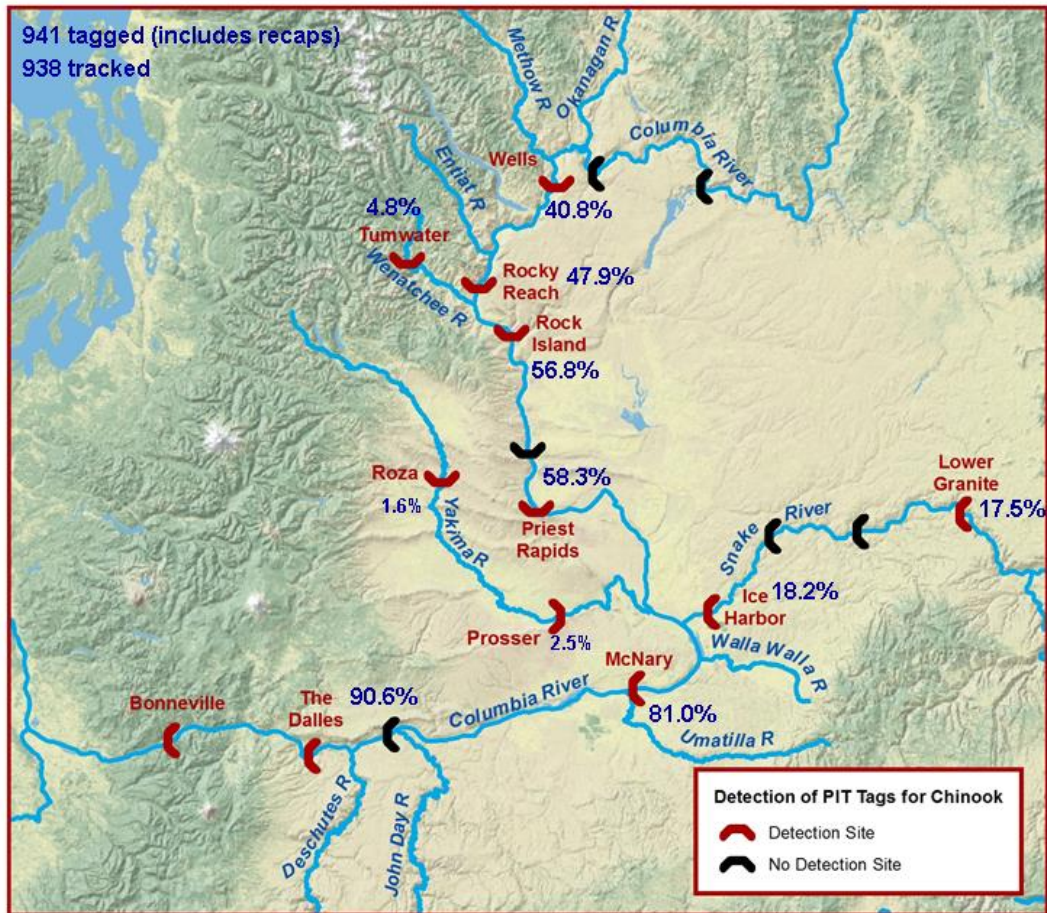 941 tagged (includes recaps)
938 tracked
Methow R
Okanagan R
Columbia River
Entiat R
Wells
40.8%
4.8%
Tumwater
Wenatchee R
Rocky
Reach
47.9%
Rock
Island
56.8%
58.3%
Priest
Rapids
Roza
1.6%
Yakima R
Prosser
2.5%
Lower
Granite
17.5%
Snake River
Ice
Harbor
18.2%
Walla Walla R
McNary
81.0%
Umatilla R
Columbia River
90.6%
The
Dalles
Bonneville
Deschutes R
John Day R
Detection of PIT Tags for Chinook
Detection Site
No Detection Site